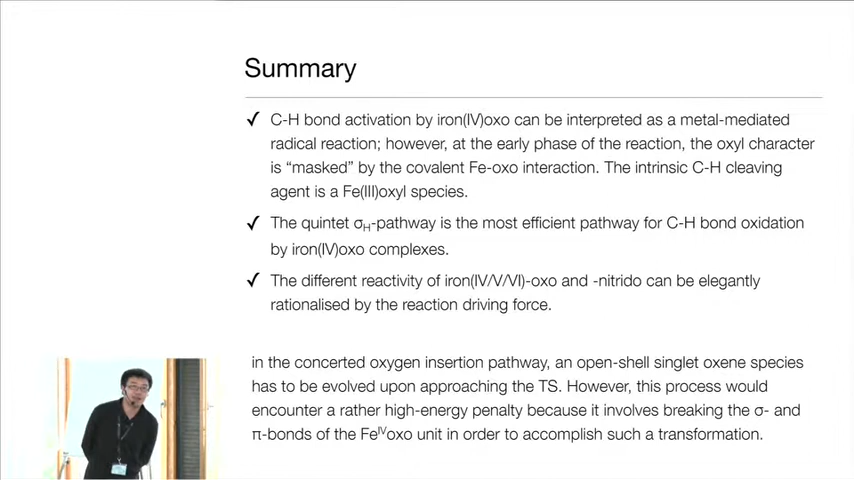 Summary
✓ C-H bond activation by iron(IV)oxo can be interpreted as a metal-mediated
radical reaction; however, at the early phase of the reaction, the oxyl character
is “masked” by the covalent Fe-oxo interaction. The intrinsic C-H cleaving
agent is a Fe(III)oxyl species.
✓ The quintet σH-pathway is the most efficient pathway for C-H bond oxidation
by iron(IV)oxo complexes.
✓ The different reactivity of iron(IV/V/VI)-oxo and -nitrido can be elegantly
rationalised by the reaction driving force.
in the concerted oxygen insertion pathway, an open-shell singlet oxene species
has to be evolved upon approaching the TS. However, this process would
encounter a rather high-energy penalty because it involves breaking the σ- and
π-bonds of the FeIVoxo unit in order to accomplish such a transformation.